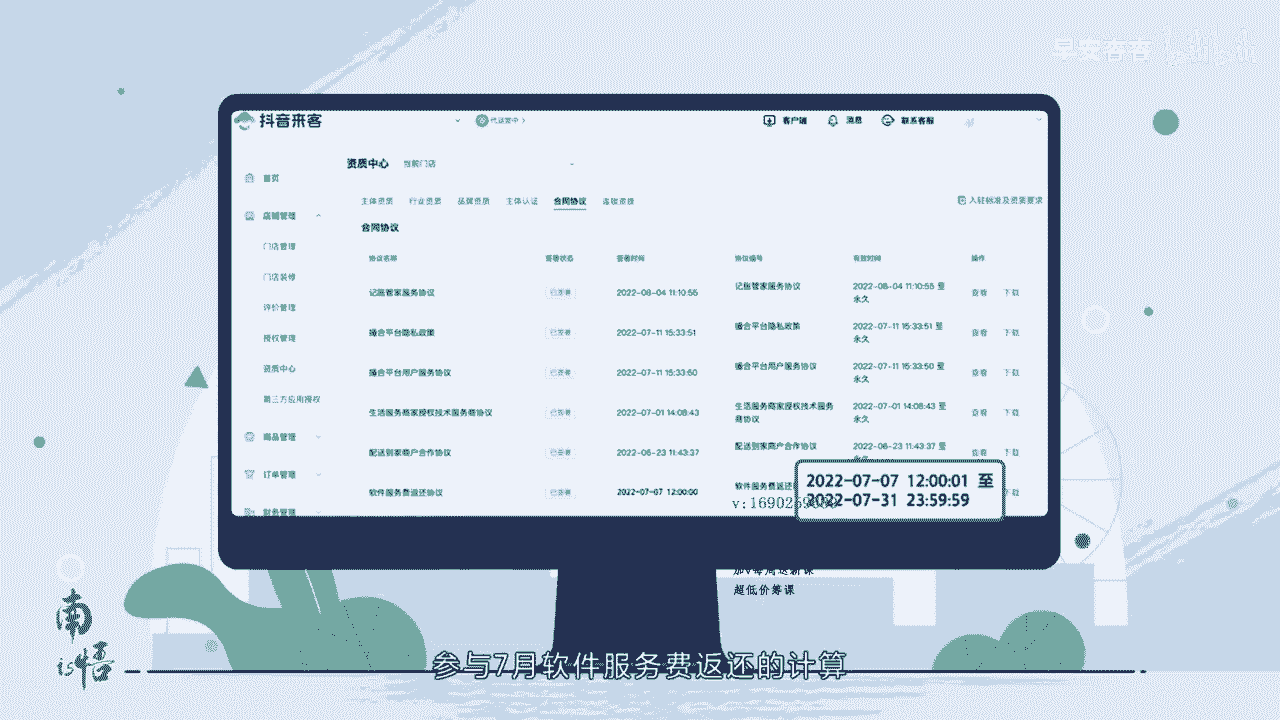 抖音来客
代运营中 >
客户端
消息
联系客服
首页
店铺管理
门店管理
门店装修
评价管理
授权管理
资质中心
第三方应用授权
商品管理
订单管理
财务管理
资质中心 当前门店
主体资质 行业资质 品牌资质 主体认证 合同协议
入驻标准及资质要求
合同协议
协议名称 签署状态 签署时间 协议编号 有效时间 操作
记账管家服务协议 已签署 2022-08-04 11:10:55 记账管家服务协议 2022-08-04 11:10:55 至 永久 查看 下载
撮合平台隐私政策 已签署 2022-07-11 15:33:51 撮合平台隐私政策 2022-07-11 15:33:51 至 永久 查看 下载
撮合平台用户服务协议 已签署 2022-07-11 15:33:50 撮合平台用户服务协议 2022-07-11 15:33:50 至 永久 查看 下载
生活服务商家授权技术服务商协议 已签署 2022-07-01 14:08:43 生活服务商家授权技术服务商协议 2022-07-01 14:08:43 至 永久 查看 下载
配送到家商户合作协议 已签署 2022-06-23 11:43:37 配送到家商户合作协议 2022-06-23 11:43:37 至 查看 下载
软件服务费返还协议 已签署 2022-07-07 12:00:00 软件服务费返还 下载
2022-07-07 12:00:01 至
2022-07-31 23:59:59
超低价筹课
参与7月软件服务费返还的计算